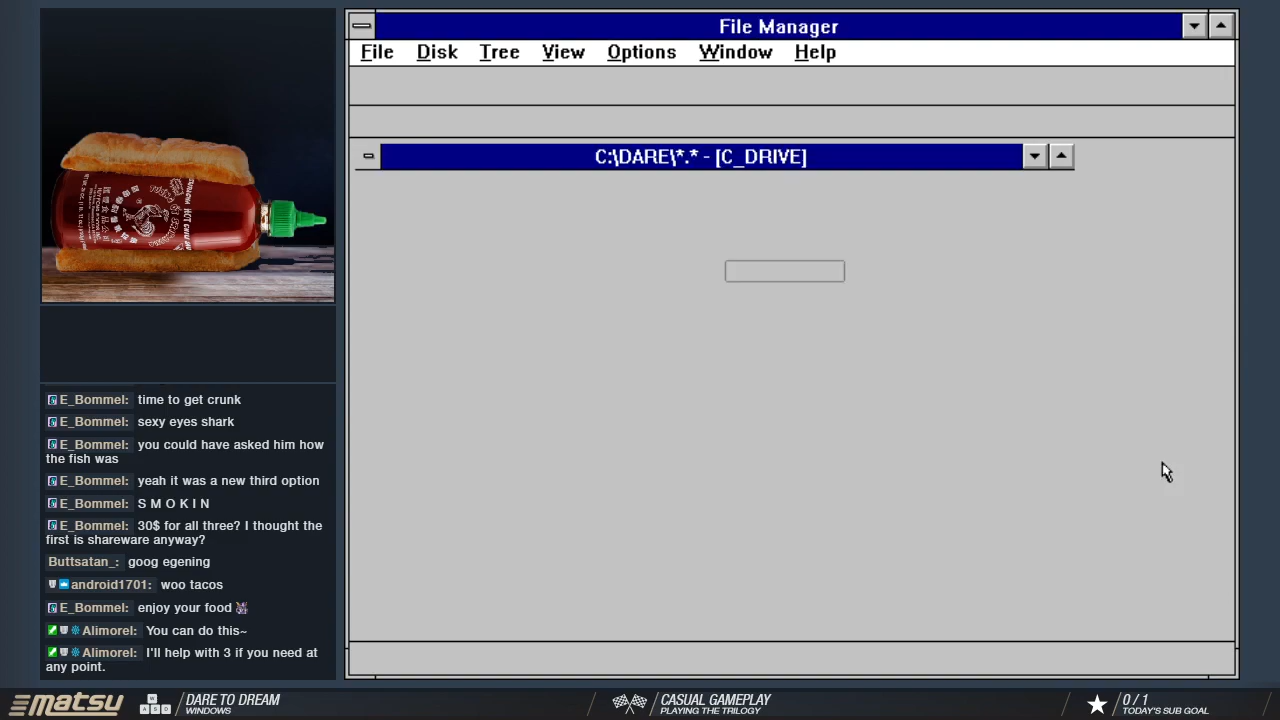 File Manager
File Disk Tree View Options Window Help
C:\DARE\*.* - [C_DRIVE]
E_Bommel: time to get crunk
E_Bommel: sexy eyes shark
E_Bommel: you could have asked him how
the fish was
E_Bommel: yeah it was a new third option
E_Bommel: S M O K I N
E_Bommel: 30$ for all three? I thought the
first is shareware anyway?
Buttsatan_: goog egening
android1701: woo tacos
E_Bommel: enjoy your food
Alimorel: You can do this~
Alimorel: I'll help with 3 if you need at
any point.
matsu
W
A S D
DARE TO DREAM
WINDOWS
CASUAL GAMEPLAY
PLAYING THE TRILOGY
0 / 1
TODAY'S SUB GOAL